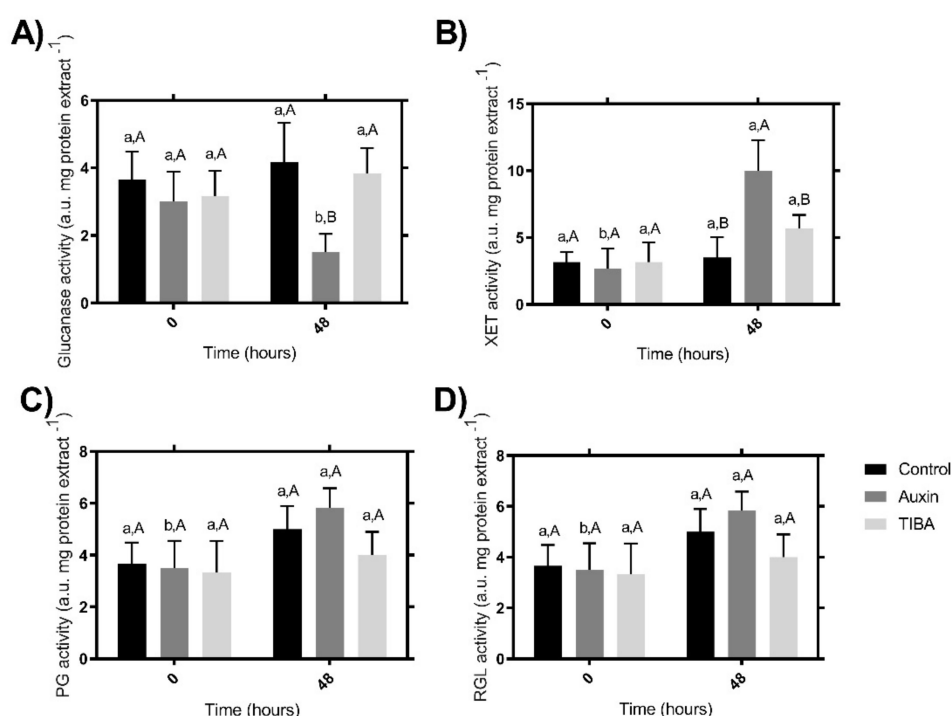 A)
Glucanase activity (a.u. mg protein extract -1)
6
4
2
0
a,A
a,A
a,A
a,A
b,B
a,A
0
48
Time (hours)
B)
XET activity (a.u. mg protein extract -1)
15
10
5
0
a,A
b,A
a,A
a,B
a,A
a,B
0
48
Time (hours)
C)
PG activity (a.u. mg protein extract -1)
8
6
4
2
0
a,A
b,A
a,A
a,A
a,A
a,A
0
48
Time (hours)
D)
RGL activity (a.u. mg protein extract -1)
8
6
4
2
0
a,A
b,A
a,A
a,A
a,A
a,A
0
48
Time (hours)
Control
Auxin
TIBA